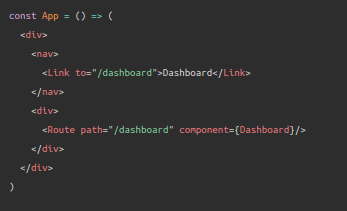 const App = () => (
  <div>
    <nav>
      <Link to="/dashboard">Dashboard</Link>
    </nav>
    <div>
      <Route path="/dashboard" component={Dashboard}/>
    </div>
  </div>
)